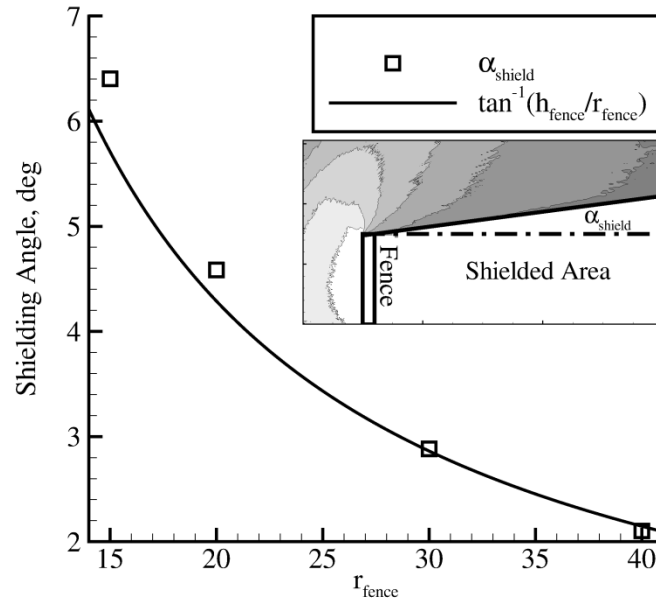 7
6
5
4
3
2
Shielding Angle, deg
15
20
25
30
35
40
r_fence
α_shield
tan⁻¹(h_fence/r_fence)
α_shield
Fence
Shielded Area